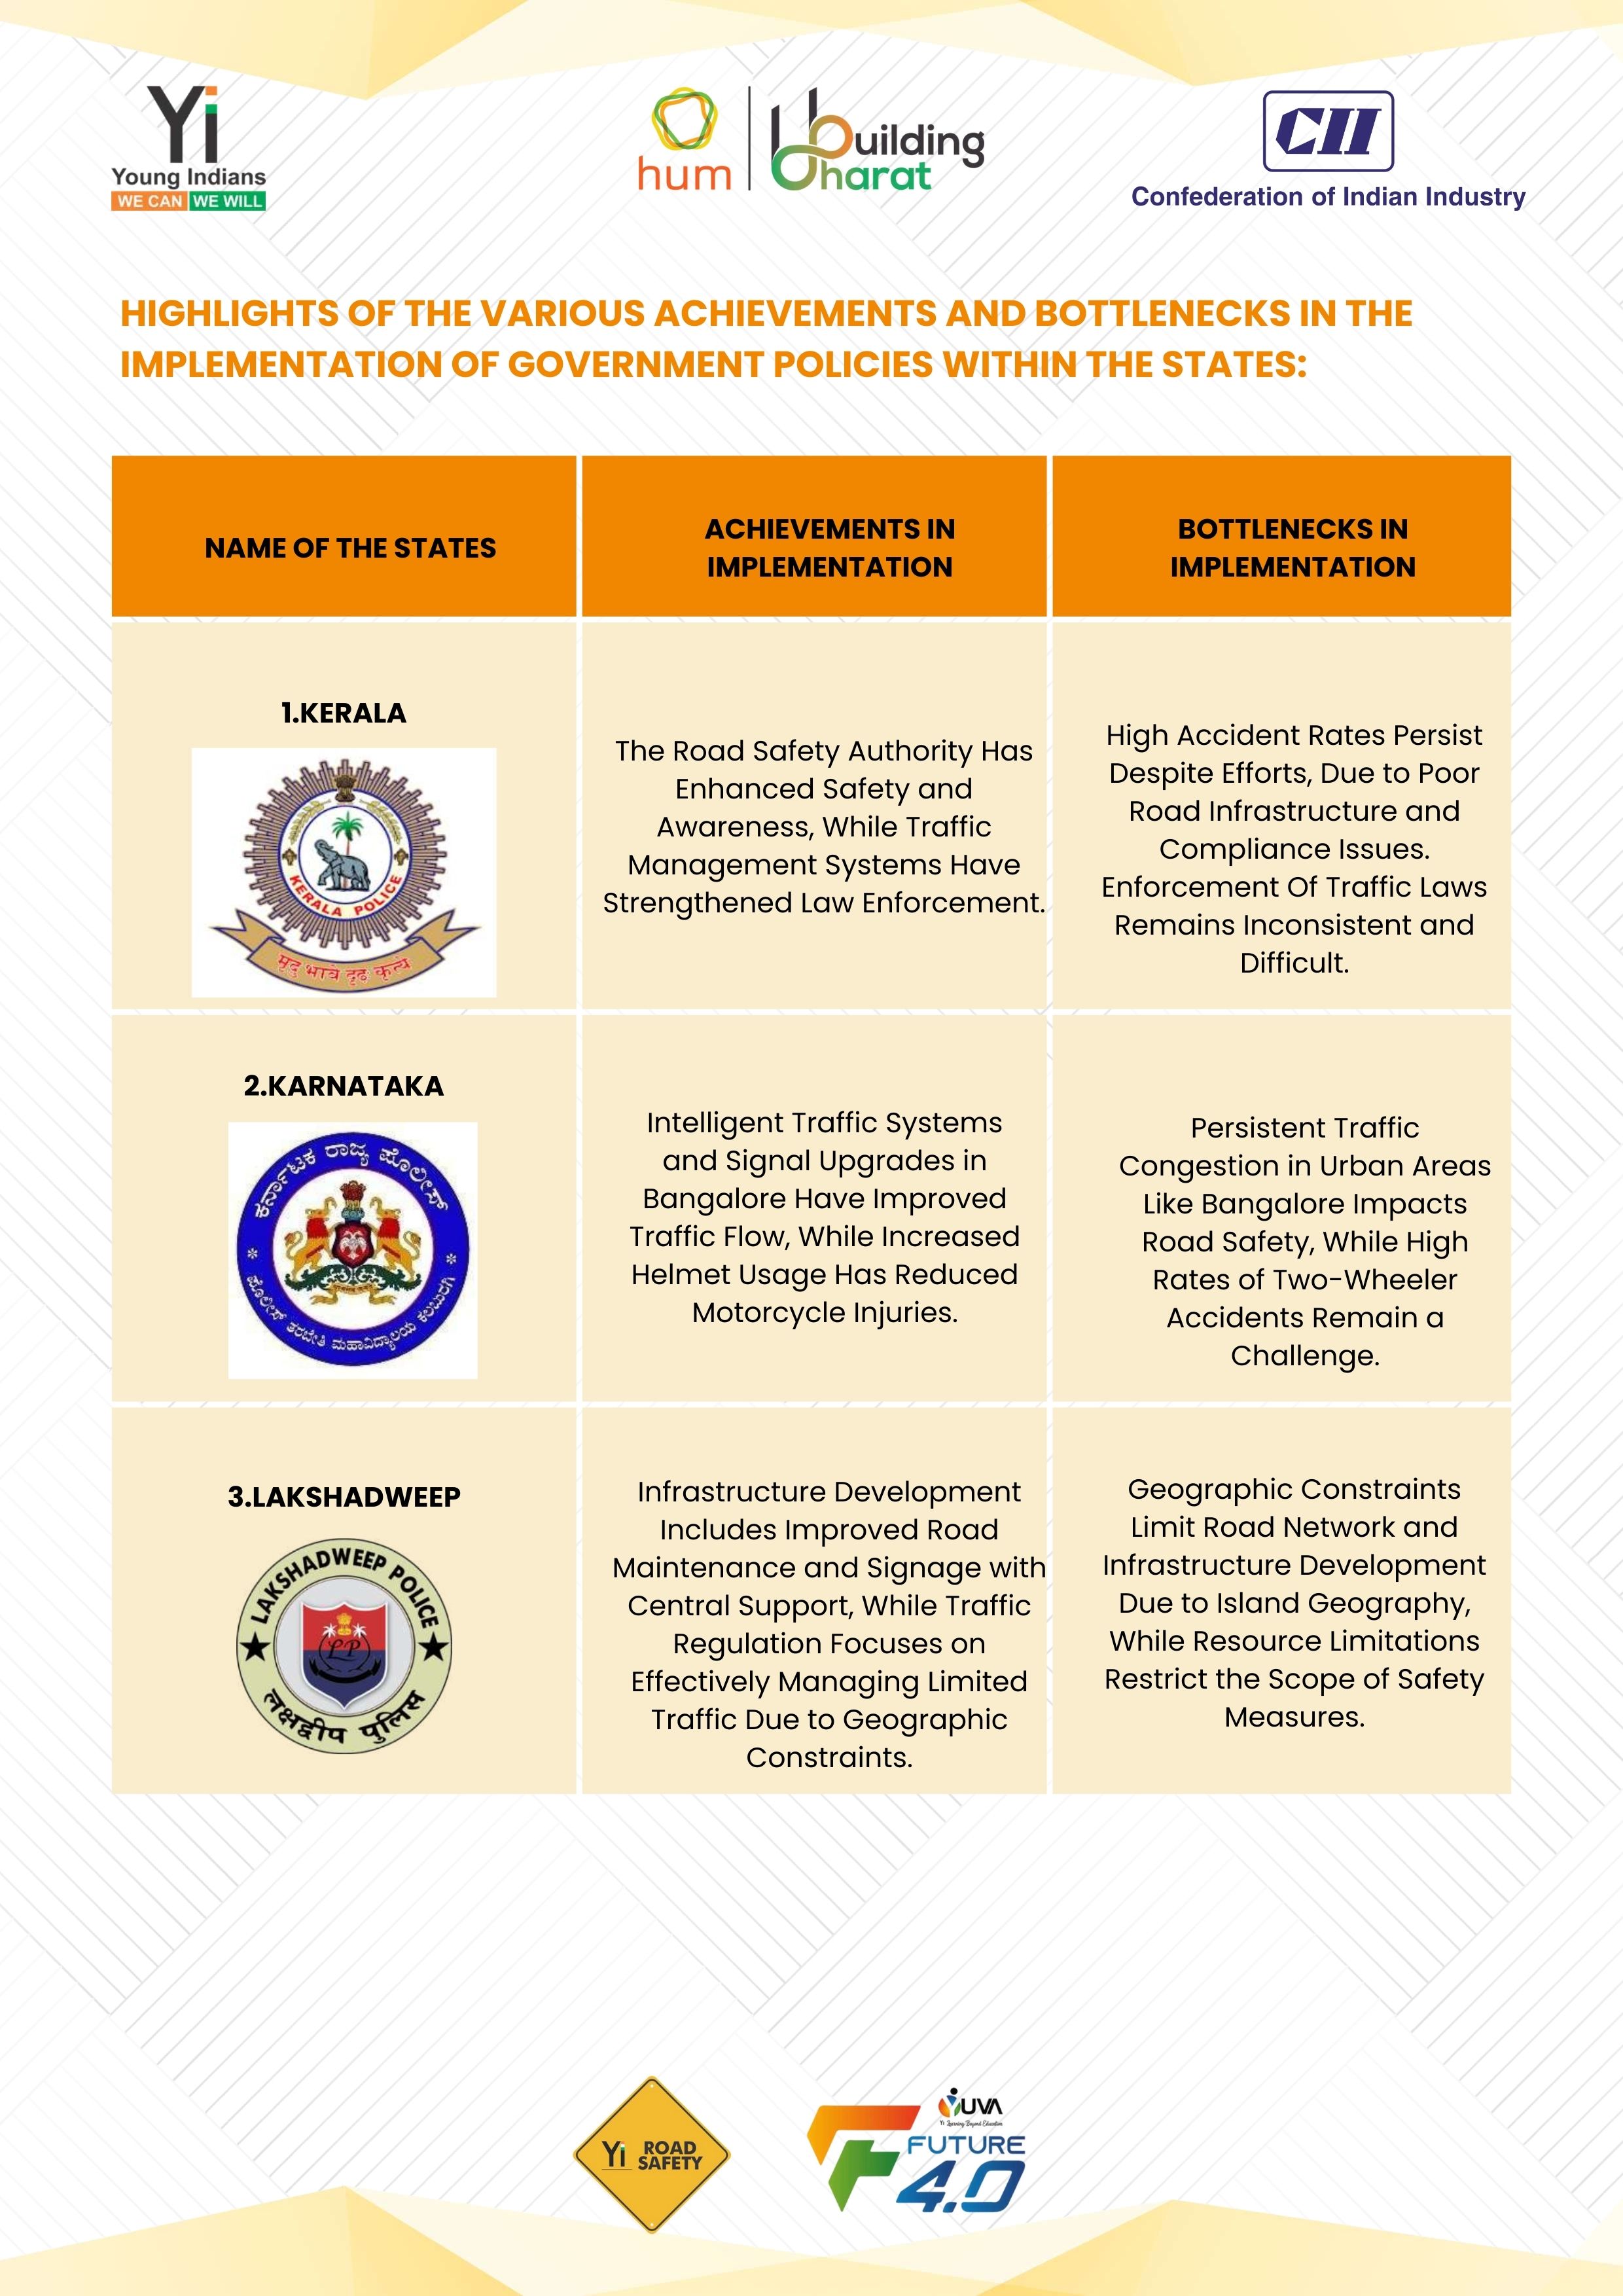 Yi
Young Indians
WE CAN WE WILL
hum
Building
Bharat
CII
Confederation of Indian Industry
HIGHLIGHTS OF THE VARIOUS ACHIEVEMENTS AND BOTTLENECKS IN THE
IMPLEMENTATION OF GOVERNMENT POLICIES WITHIN THE STATES:
NAME OF THE STATES
ACHIEVEMENTS IN
IMPLEMENTATION
BOTTLENECKS IN
IMPLEMENTATION
1.KERALA
KERALA POLICE
मृदु भावे दृढ कृत्ये
The Road Safety Authority Has
Enhanced Safety and
Awareness, While Traffic
Management Systems Have
Strengthened Law Enforcement.
High Accident Rates Persist
Despite Efforts, Due to Poor
Road Infrastructure and
Compliance Issues.
Enforcement Of Traffic Laws
Remains Inconsistent and
Difficult.
2.KARNATAKA
ಕರ್ನಾಟಕ ರಾಜ್ಯ ಪೊಲೀಸ್
ಪೊಲೀಸ್ ತರಬೇತಿ ಮಹಾವಿದ್ಯಾಲಯ ಕಲಬುರಗಿ
Intelligent Traffic Systems
and Signal Upgrades in
Bangalore Have Improved
Traffic Flow, While Increased
Helmet Usage Has Reduced
Motorcycle Injuries.
Persistent Traffic
Congestion in Urban Areas
Like Bangalore Impacts
Road Safety, While High
Rates of Two-Wheeler
Accidents Remain a
Challenge.
3.LAKSHADWEEP
LAKSHADWEEP POLICE
LP
लक्षद्वीप पुलिस
Infrastructure Development
Includes Improved Road
Maintenance and Signage with
Central Support, While Traffic
Regulation Focuses on
Effectively Managing Limited
Traffic Due to Geographic
Constraints.
Geographic Constraints
Limit Road Network and
Infrastructure Development
Due to Island Geography,
While Resource Limitations
Restrict the Scope of Safety
Measures.
Yi ROAD
SAFETY
YUVA
Yi Learning Beyond Education
FUTURE
4.0